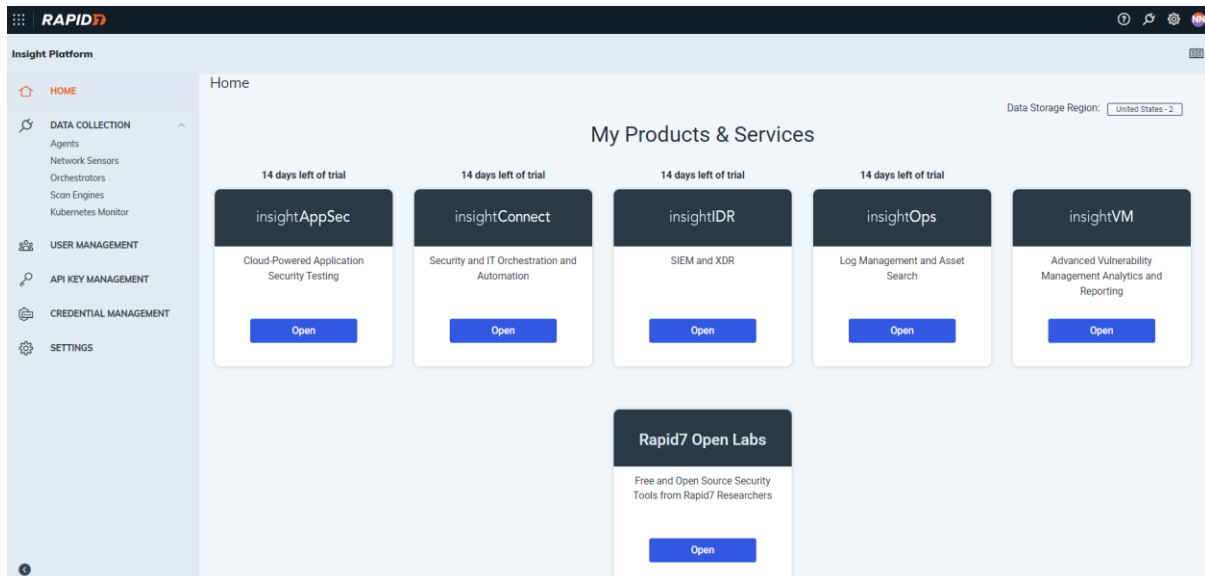 RAPID7
NN
Insight Platform
HOME
DATA COLLECTION
Agents
Network Sensors
Orchestrators
Scan Engines
Kubernetes Monitor
USER MANAGEMENT
API KEY MANAGEMENT
CREDENTIAL MANAGEMENT
SETTINGS
Home
Data Storage Region: United States - 2
My Products & Services
14 days left of trial
insightAppSec
Cloud-Powered Application
Security Testing
Open
14 days left of trial
insightConnect
Security and IT Orchestration and
Automation
Open
14 days left of trial
insightIDR
SIEM and XDR
Open
14 days left of trial
insightOps
Log Management and Asset
Search
Open
insightVM
Advanced Vulnerability
Management Analytics and
Reporting
Open
Rapid7 Open Labs
Free and Open Source Security
Tools from Rapid7 Researchers
Open